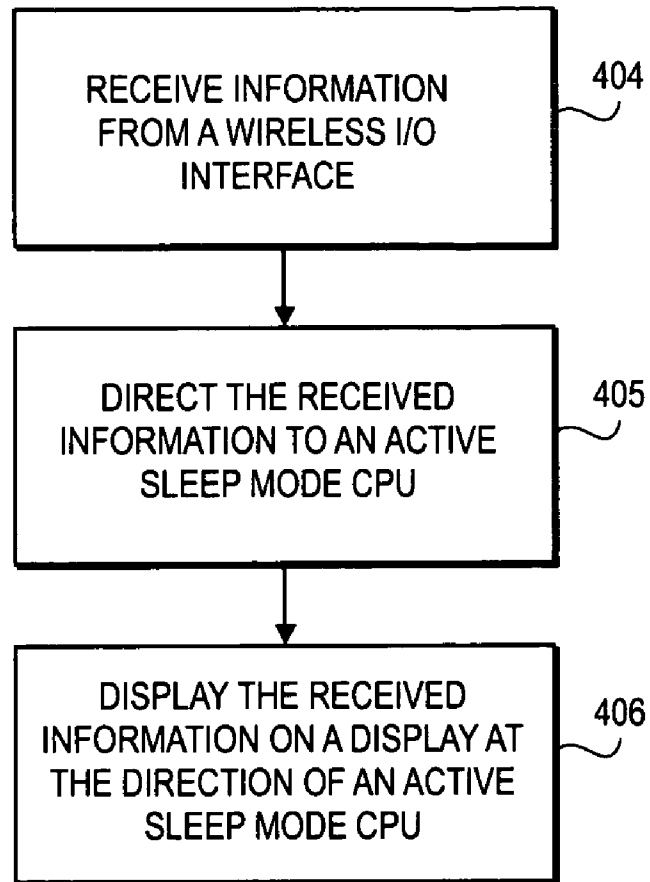 RECEIVE INFORMATION
FROM A WIRELESS I/O
INTERFACE
404
DIRECT THE RECEIVED
INFORMATION TO AN ACTIVE
SLEEP MODE CPU
405
DISPLAY THE RECEIVED
INFORMATION ON A DISPLAY AT
THE DIRECTION OF AN ACTIVE
SLEEP MODE CPU
406